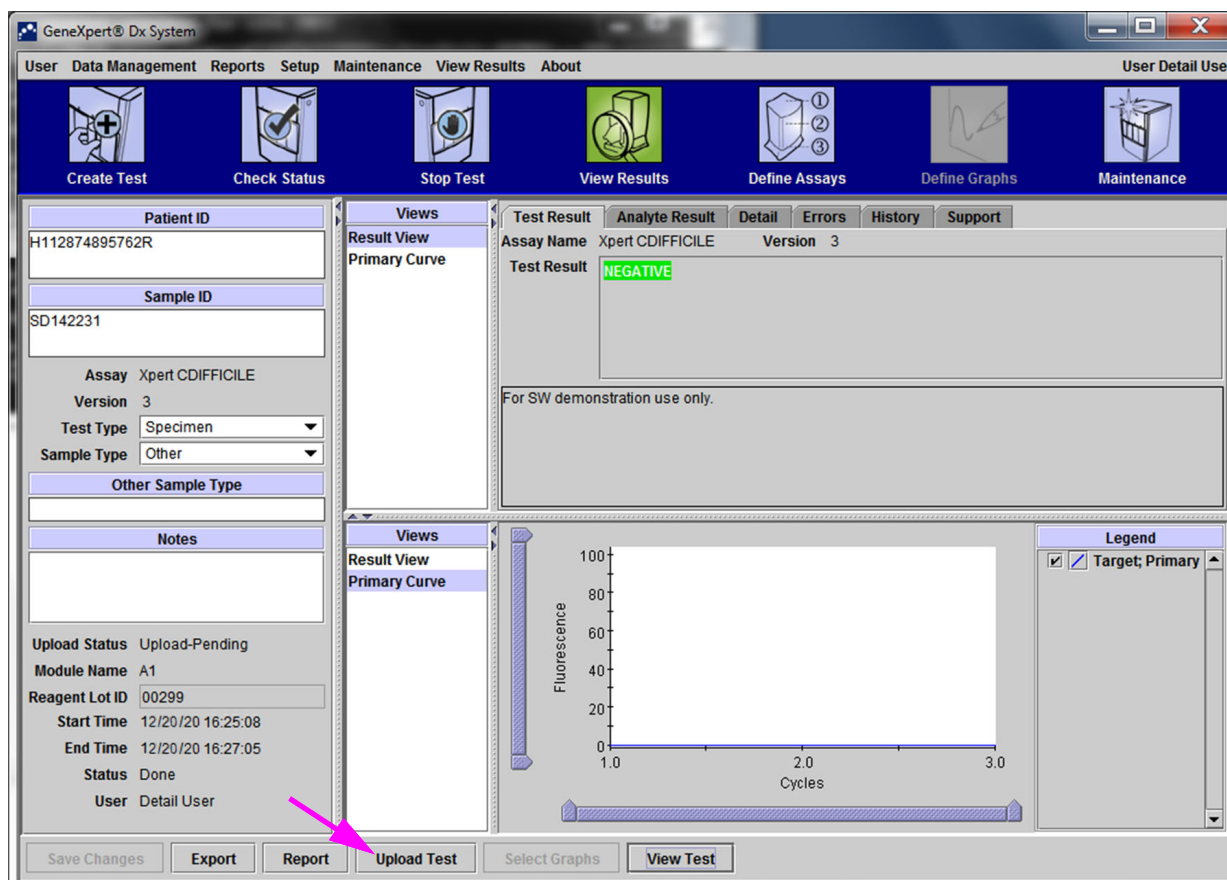 GeneXpert® Dx System
User Data Management Reports Setup Maintenance View Results About User Detail Use
Create Test Check Status Stop Test View Results Define Assays Define Graphs Maintenance
① ② ③
Patient ID
H112874895762R
Sample ID
SD142231
Assay Xpert CDIFFICILE
Version 3
Test Type Specimen
Sample Type Other
Other Sample Type
Notes
Upload Status Upload-Pending
Module Name A1
Reagent Lot ID 00299
Start Time 12/20/20 16:25:08
End Time 12/20/20 16:27:05
Status Done
User Detail User
Views
Result View
Primary Curve
Test Result Analyte Result Detail Errors History Support
Assay Name Xpert CDIFFICILE Version 3
Test Result NEGATIVE
For SW demonstration use only.
Views
Result View
Primary Curve
Fluorescence
100
80
60
40
20
0
1.0 2.0 3.0
Cycles
Legend
Target; Primary
Save Changes Export Report Upload Test Select Graphs View Test